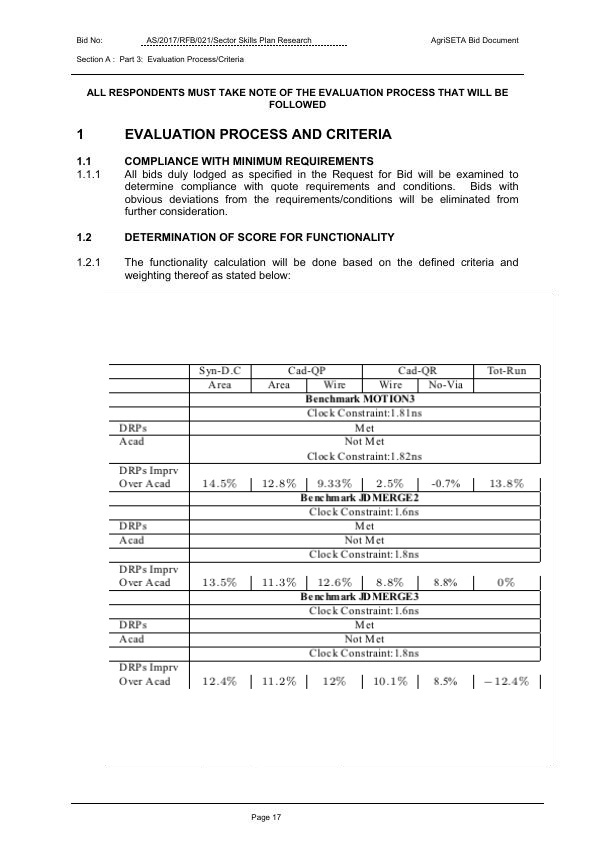 Bid No: AS/2017/RFB/021/Sector Skills Plan Research AgriSETA Bid Document
Section A : Part 3: Evaluation Process/Criteria
ALL RESPONDENTS MUST TAKE NOTE OF THE EVALUATION PROCESS THAT WILL BE
FOLLOWED
1 EVALUATION PROCESS AND CRITERIA
1.1 COMPLIANCE WITH MINIMUM REQUIREMENTS
1.1.1 All bids duly lodged as specified in the Request for Bid will be examined to
determine compliance with quote requirements and conditions. Bids with
obvious deviations from the requirements/conditions will be eliminated from
further consideration.
1.2 DETERMINATION OF SCORE FOR FUNCTIONALITY
1.2.1 The functionality calculation will be done based on the defined criteria and
weighting thereof as stated below:
Syn-D.C Cad-QP Cad-QR Tot-Run
Area Area Wire Wire No-Via
Benchmark MOTION3
Clock Constraint:1.81ns
DRPs Met
Acad Not Met
Clock Constraint:1.82ns
DRPs Imprv
Over Acad 14.5% 12.8% 9.33% 2.5% -0.7% 13.8%
Benchmark JDMERGE2
Clock Constraint:1.6ns
DRPs Met
Acad Not Met
Clock Constraint:1.8ns
DRPs Imprv
Over Acad 13.5% 11.3% 12.6% 8.8% 8.8% 0%
Benchmark JDMERGE3
Clock Constraint:1.6ns
DRPs Met
Acad Not Met
Clock Constraint:1.8ns
DRPs Imprv
Over Acad 12.4% 11.2% 12% 10.1% 8.5% −12.4%
Page 17